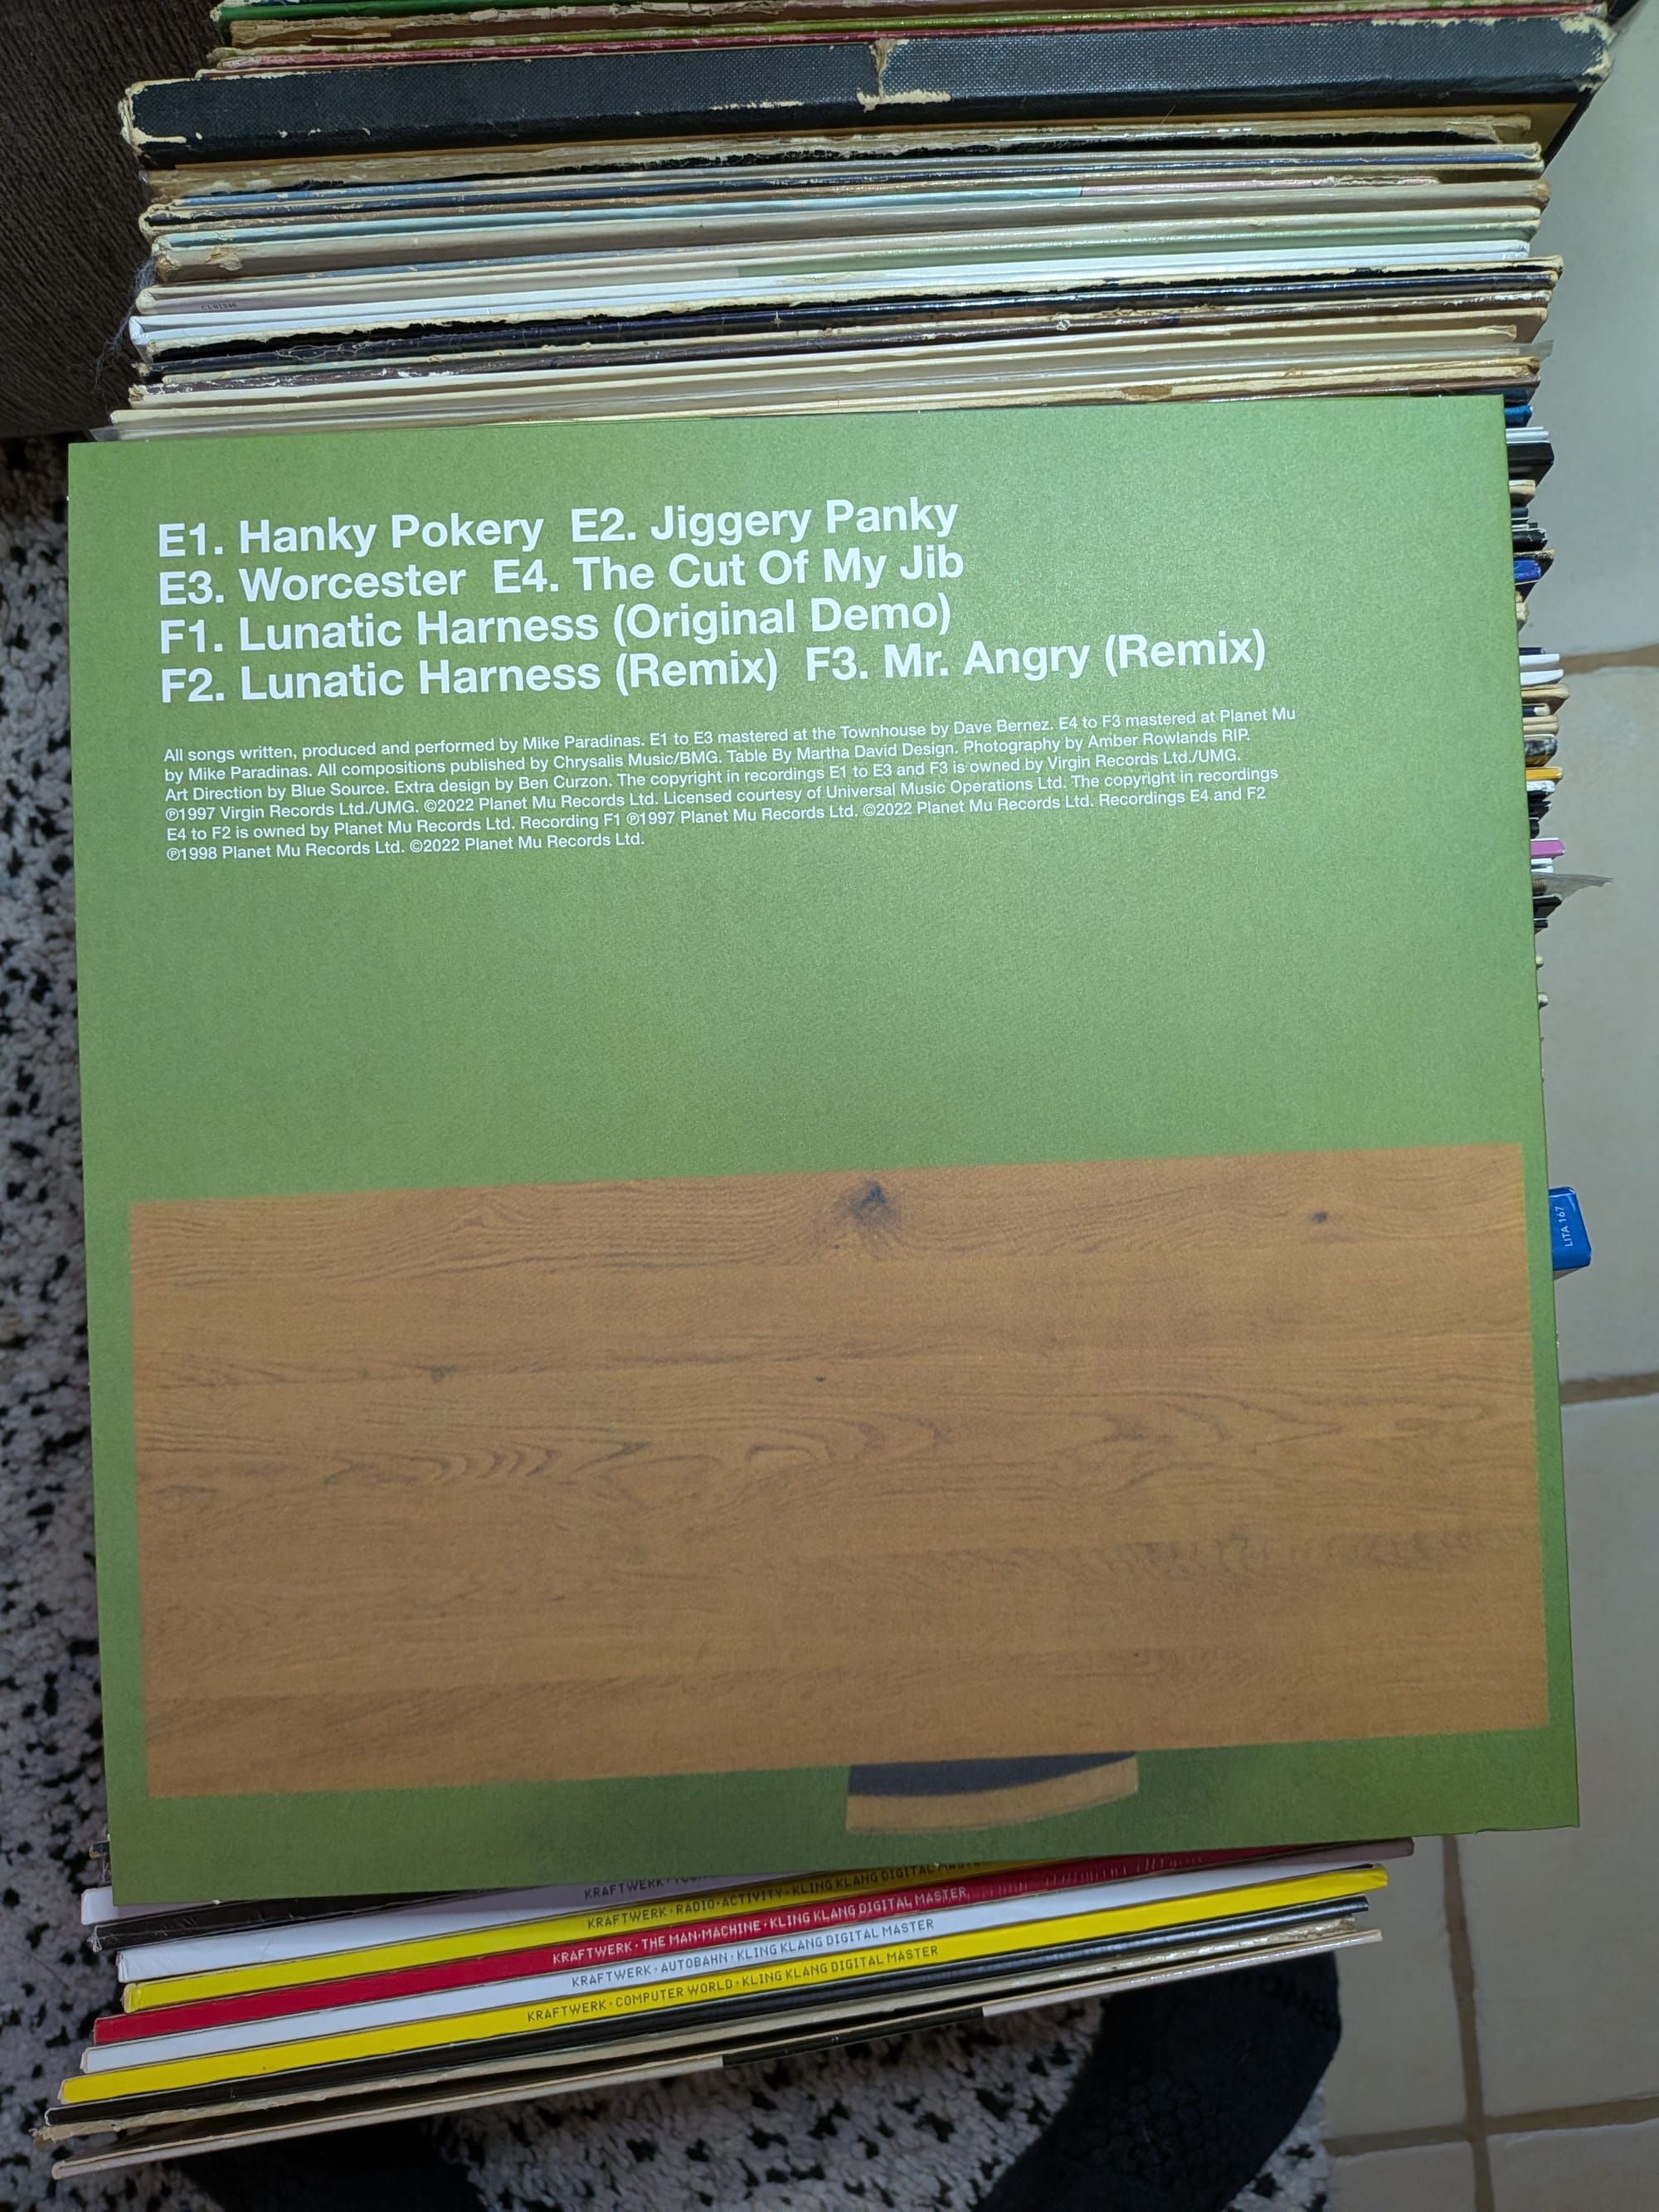 E1. Hanky Pokery E2. Jiggery Panky
E3. Worcester E4. The Cut Of My Jib
F1. Lunatic Harness (Original Demo)
F2. Lunatic Harness (Remix) F3. Mr. Angry (Remix)
All songs written, produced and performed by Mike Paradinas. E1 to E3 mastered at the Townhouse by Dave Bernez. E4 to F3 mastered at Planet Mu
by Mike Paradinas. All compositions published by Chrysalis Music/BMG. Table By Martha David Design. Photography by Amber Rowlands RIP.
Art Direction by Blue Source. Extra design by Ben Curzon. The copyright in recordings E1 to E3 and F3 is owned by Virgin Records Ltd./UMG.
℗1997 Virgin Records Ltd./UMG. ©2022 Planet Mu Records Ltd. Licensed courtesy of Universal Music Operations Ltd. The copyright in recordings
E4 to F2 is owned by Planet Mu Records Ltd. Recording F1 ℗1997 Planet Mu Records Ltd. ©2022 Planet Mu Records Ltd. Recordings E4 and F2
℗1998 Planet Mu Records Ltd. ©2022 Planet Mu Records Ltd.
LITA 167
KRAFTWERK ·
KRAFTWERK · RADIO-ACTIVITY · KLING KLANG DIGITAL MASTER
KRAFTWERK · THE MAN·MACHINE · KLING KLANG DIGITAL MASTER
KRAFTWERK · AUTOBAHN · KLING KLANG DIGITAL MASTER
KRAFTWERK · COMPUTER WORLD · KLING KLANG DIGITAL MASTER